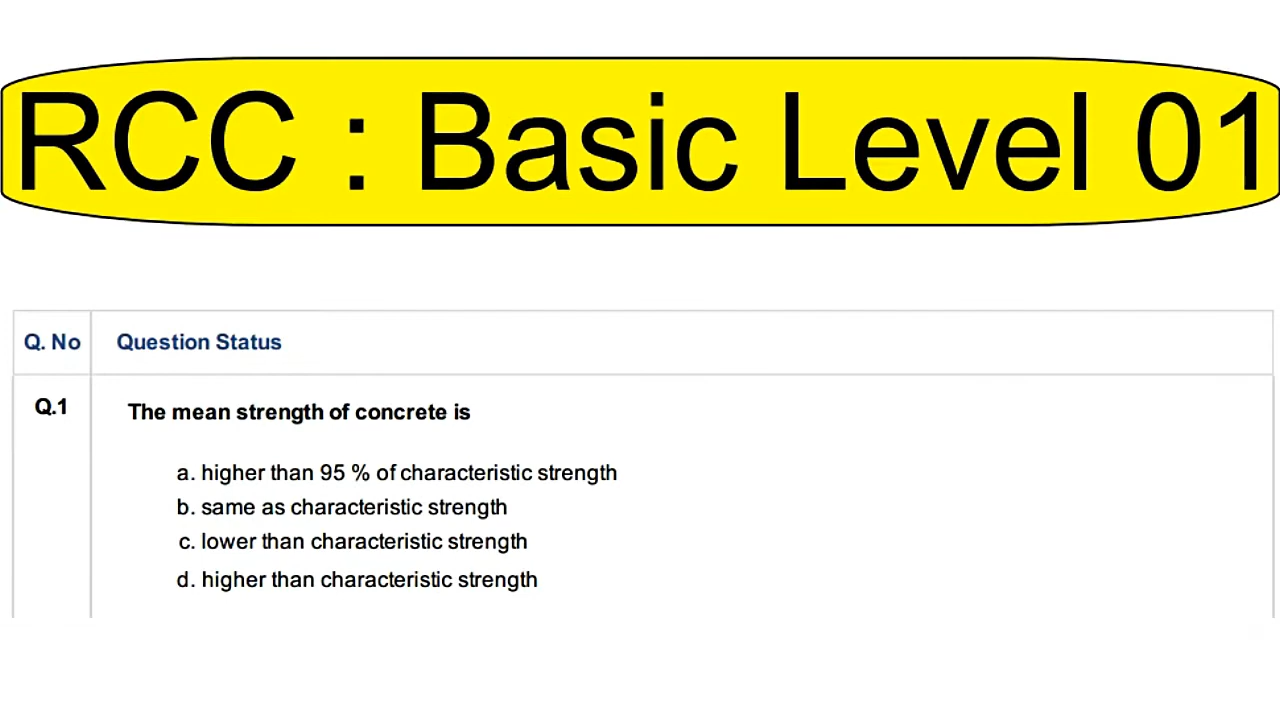 RCC : Basic Level 01
Q. No Question Status
Q.1 The mean strength of concrete is
a. higher than 95 % of characteristic strength
b. same as characteristic strength
c. lower than characteristic strength
d. higher than characteristic strength